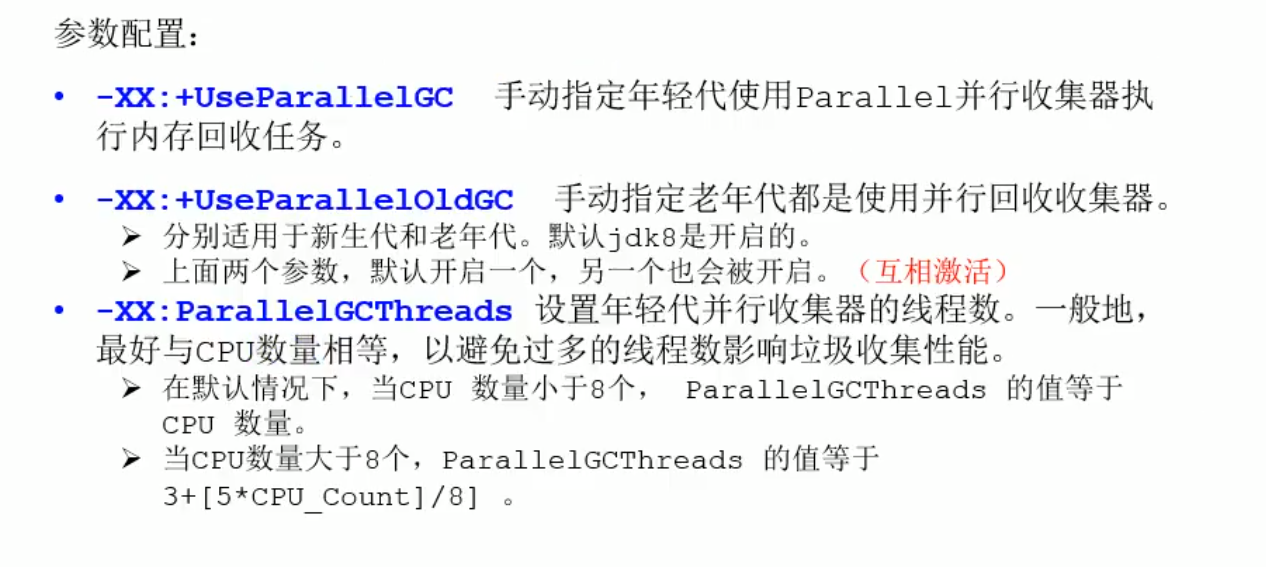 参数配置：
• -XX:+UseParallelGC 手动指定年轻代使用Parallel并行收集器执
行内存回收任务。
• -XX:+UseParallelOldGC 手动指定老年代都是使用并行回收收集器。
➢ 分别适用于新生代和老年代。默认jdk8是开启的。
➢ 上面两个参数，默认开启一个，另一个也会被开启。（互相激活）
• -XX:ParallelGCThreads 设置年轻代并行收集器的线程数。一般地，
最好与CPU数量相等，以避免过多的线程数影响垃圾收集性能。
➢ 在默认情况下，当CPU 数量小于8个， ParallelGCThreads 的值等于
CPU 数量。
➢ 当CPU数量大于8个，ParallelGCThreads 的值等于
3+[5*CPU_Count]/8] 。